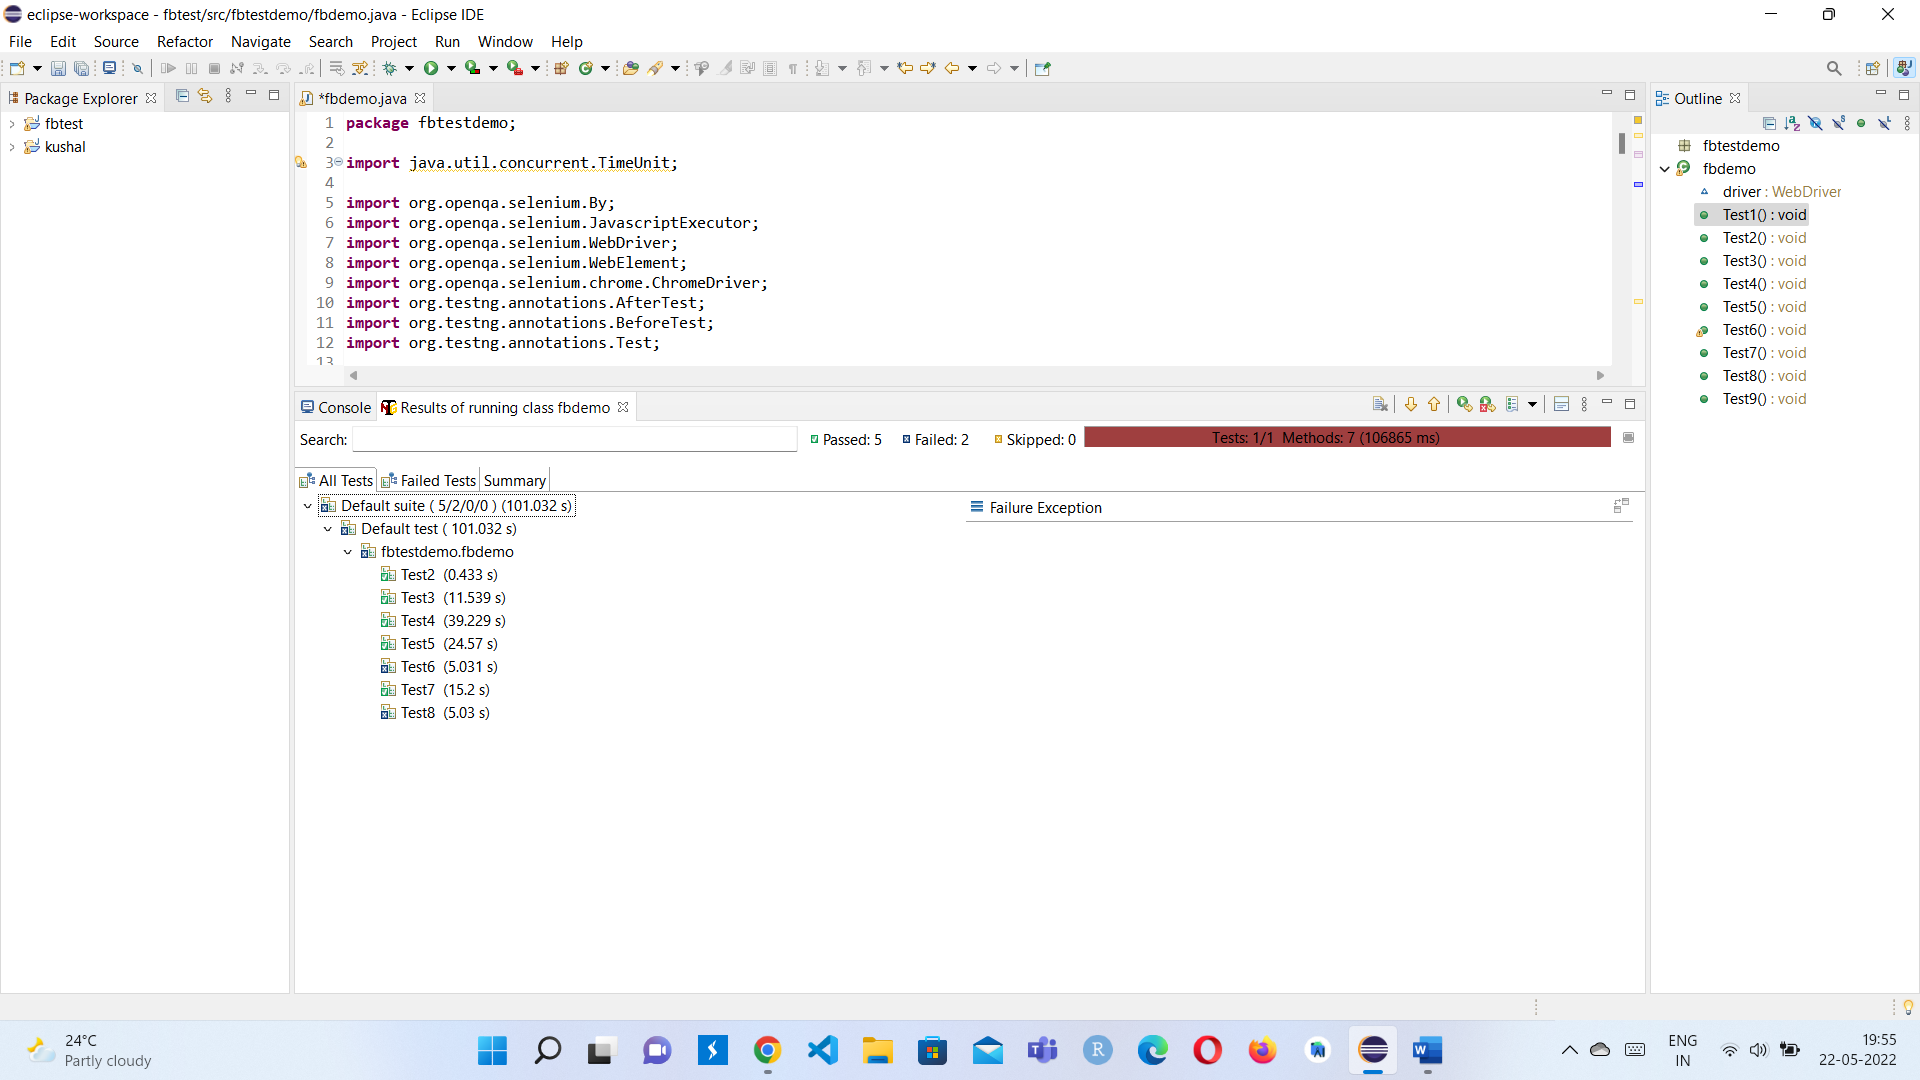 eclipse-workspace - fbtest/src/fbtestdemo/fbdemo.java - Eclipse IDE
File Edit Source Refactor Navigate Search Project Run Window Help
Package Explorer
fbtest
kushal
*fbdemo.java
1 package fbtestdemo;
2
3 import java.util.concurrent.TimeUnit;
4
5 import org.openqa.selenium.By;
6 import org.openqa.selenium.JavascriptExecutor;
7 import org.openqa.selenium.WebDriver;
8 import org.openqa.selenium.WebElement;
9 import org.openqa.selenium.chrome.ChromeDriver;
10 import org.testng.annotations.AfterTest;
11 import org.testng.annotations.BeforeTest;
12 import org.testng.annotations.Test;
13
Console Results of running class fbdemo
Search: Passed: 5 Failed: 2 Skipped: 0 Tests: 1/1 Methods: 7 (106865 ms)
All Tests Failed Tests Summary
Default suite ( 5/2/0/0 ) (101.032 s)
Default test ( 101.032 s)
fbtestdemo.fbdemo
Test2 (0.433 s)
Test3 (11.539 s)
Test4 (39.229 s)
Test5 (24.57 s)
Test6 (5.031 s)
Test7 (15.2 s)
Test8 (5.03 s)
Failure Exception
Outline
fbtestdemo
fbdemo
driver : WebDriver
Test1() : void
Test2() : void
Test3() : void
Test4() : void
Test5() : void
Test6() : void
Test7() : void
Test8() : void
Test9() : void
24°C
Partly cloudy
ENG
IN
19:55
22-05-2022